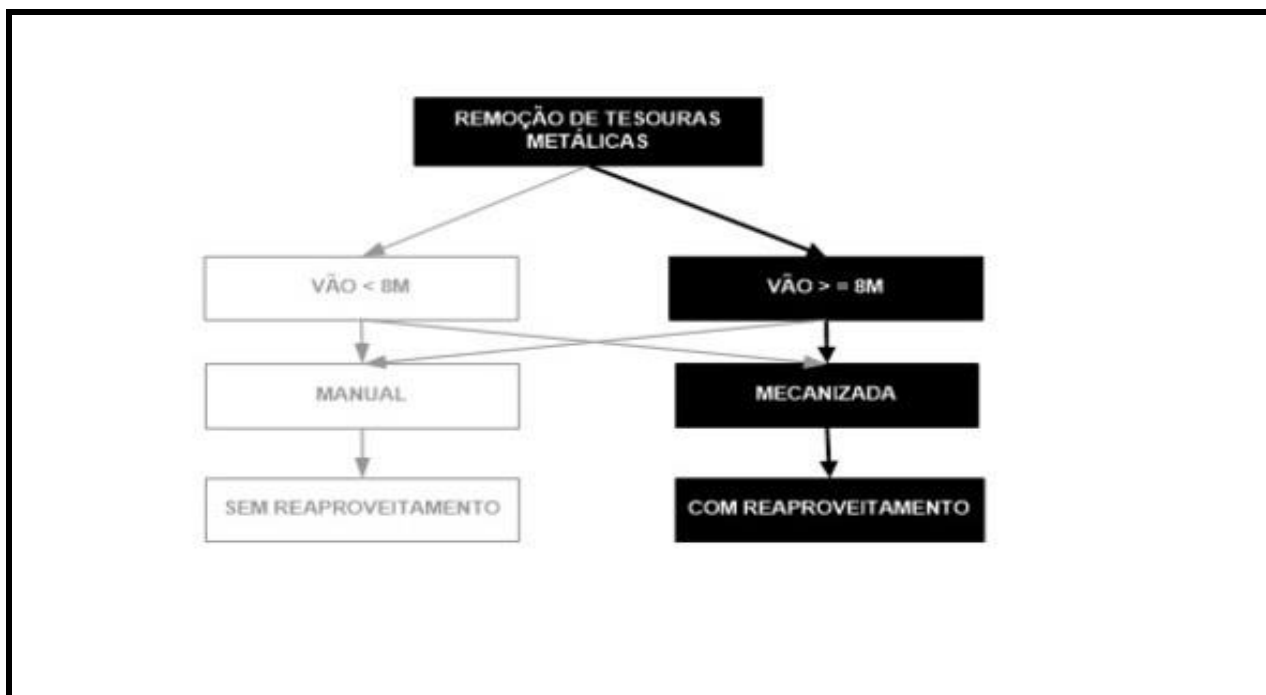 REMOÇÃO DE TESOURAS
METÁLICAS
VÃO < 8M
VÃO > = 8M
MANUAL
MECANIZADA
SEM REAPROVEITAMENTO
COM REAPROVEITAMENTO